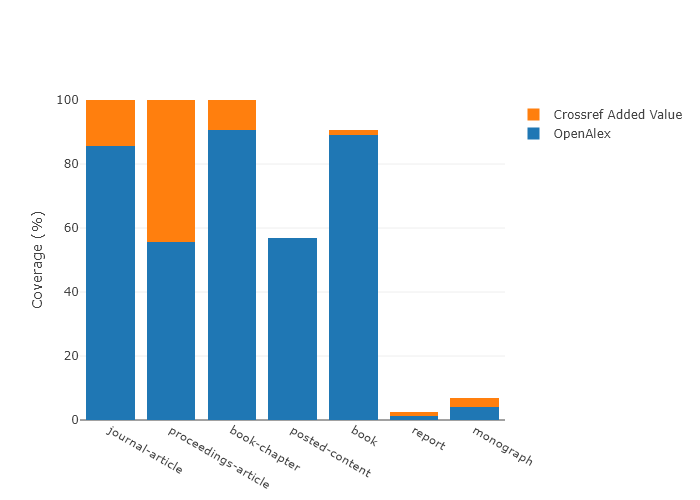 Crossref Added Value
OpenAlex
Coverage (%)
100
80
60
40
20
0
journal-article
proceedings-article
book-chapter
posted-content
book
report
monograph